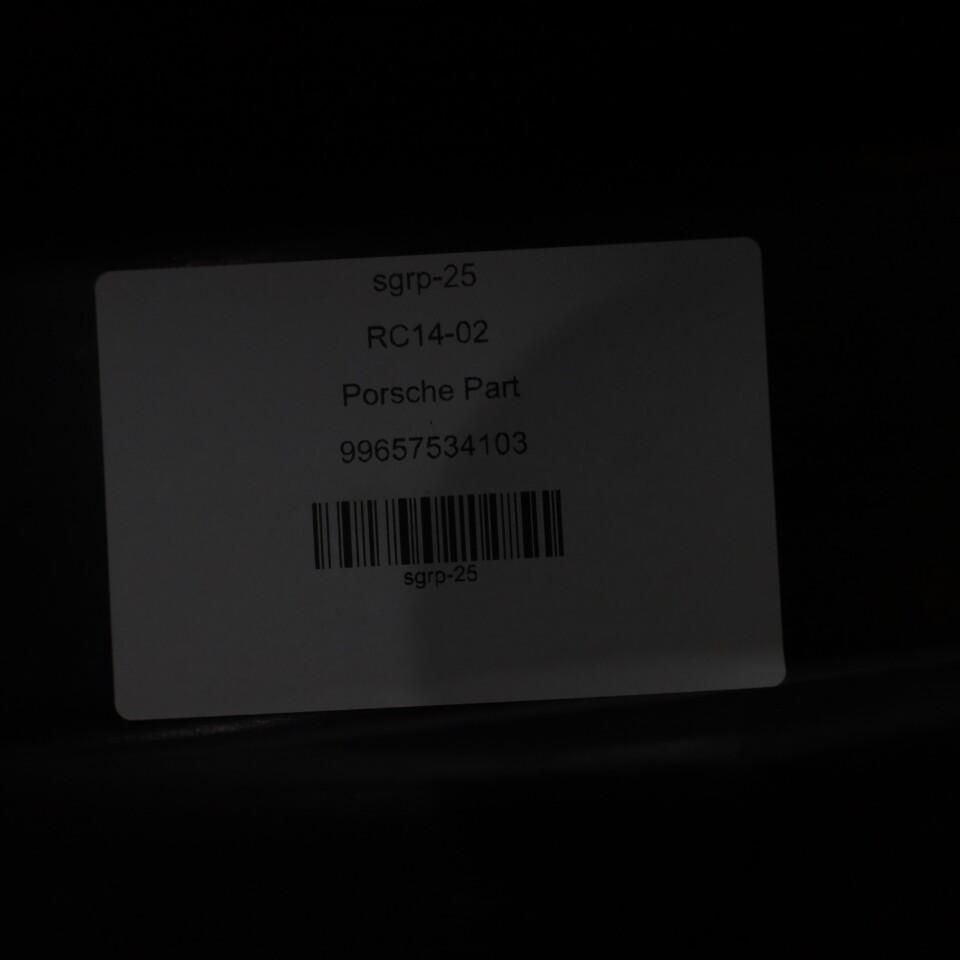 sgrp-25
RC14-02
Porsche Part
99657534103
sgrp-25